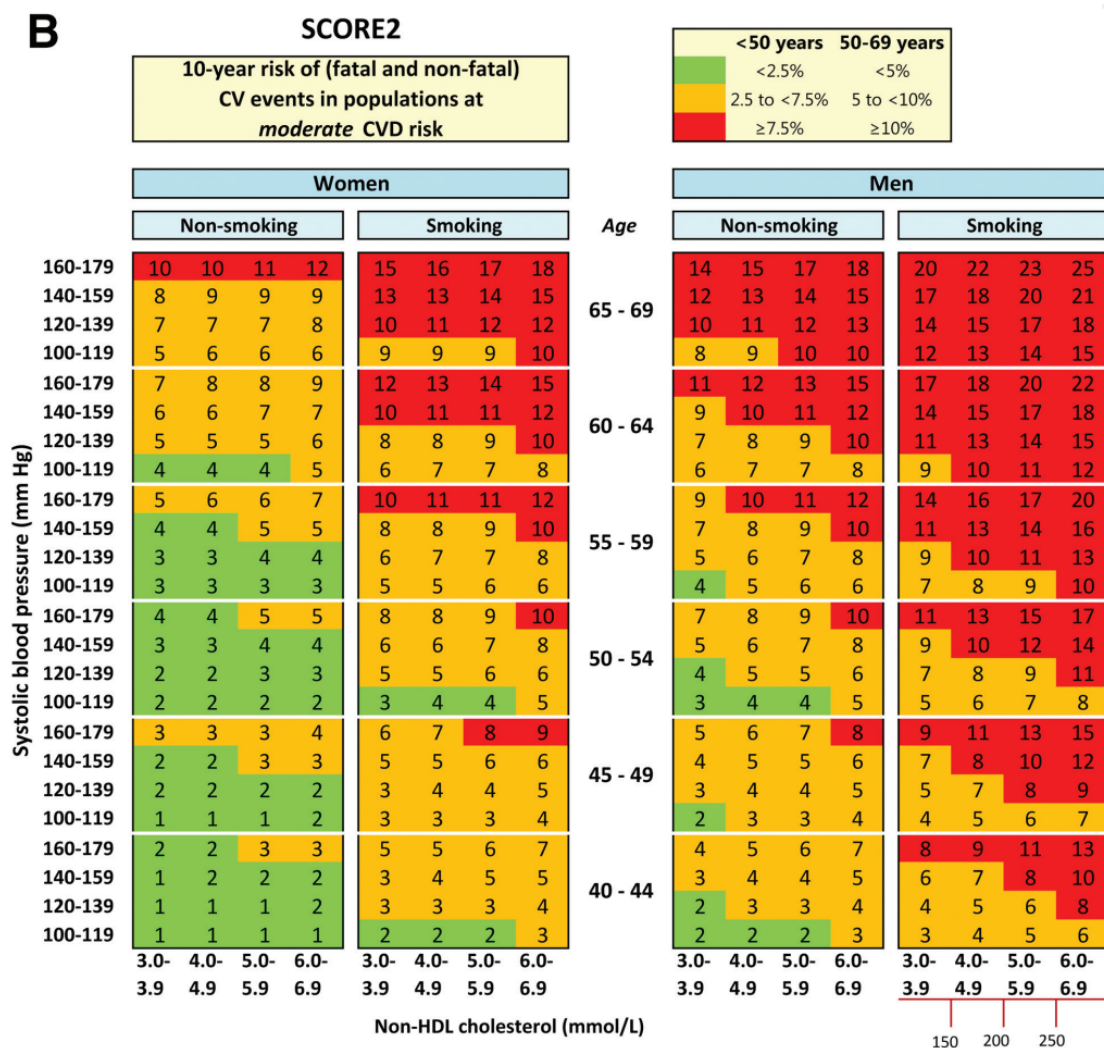 B
SCORE2
10-year risk of (fatal and non-fatal)
CV events in populations at
moderate CVD risk
<50 years 50-69 years
<2.5% <5%
2.5 to <7.5% 5 to <10%
≥7.5% ≥10%
Women Men
Non-smoking Smoking Age Non-smoking Smoking
Systolic blood pressure (mm Hg)
160-179 10 10 11 12 15 16 17 18 14 15 17 18 20 22 23 25
140-159 8 9 9 9 13 13 14 15 12 13 14 15 17 18 20 21
65 - 69
120-139 7 7 7 8 10 11 12 12 10 11 12 13 14 15 17 18
100-119 5 6 6 6 9 9 9 10 8 9 10 10 12 13 14 15
160-179 7 8 8 9 12 13 14 15 11 12 13 15 17 18 20 22
140-159 6 6 7 7 10 11 11 12 9 10 11 12 14 15 17 18
60 - 64
120-139 5 5 5 6 8 8 9 10 7 8 9 10 11 13 14 15
100-119 4 4 4 5 6 7 7 8 6 7 7 8 9 10 11 12
160-179 5 6 6 7 10 11 11 12 9 10 11 12 14 16 17 20
140-159 4 4 5 5 8 8 9 10 7 8 9 10 11 13 14 16
55 - 59
120-139 3 3 4 4 6 7 7 8 5 6 7 8 9 10 11 13
100-119 3 3 3 3 5 5 6 6 4 5 6 6 7 8 9 10
160-179 4 4 5 5 8 8 9 10 7 8 9 10 11 13 15 17
140-159 3 3 4 4 6 6 7 8 5 6 7 8 9 10 12 14
50 - 54
120-139 2 2 3 3 5 5 6 6 4 5 5 6 7 8 9 11
100-119 2 2 2 2 3 4 4 5 3 4 4 5 5 6 7 8
160-179 3 3 3 4 6 7 8 9 5 6 7 8 9 11 13 15
140-159 2 2 3 3 5 5 6 6 4 5 5 6 7 8 10 12
45 - 49
120-139 2 2 2 2 3 4 4 5 3 4 4 5 5 7 8 9
100-119 1 1 1 2 3 3 3 4 2 3 3 4 4 5 6 7
160-179 2 2 3 3 5 5 6 7 4 5 6 7 8 9 11 13
140-159 1 2 2 2 3 4 5 5 3 4 4 5 6 7 8 10
40 - 44
120-139 1 1 1 2 3 3 3 4 2 3 3 4 4 5 6 8
100-119 1 1 1 1 2 2 2 3 2 2 2 3 3 4 5 6
3.0- 4.0- 5.0- 6.0- 3.0- 4.0- 5.0- 6.0- 3.0- 4.0- 5.0- 6.0- 3.0- 4.0- 5.0- 6.0-
3.9 4.9 5.9 6.9 3.9 4.9 5.9 6.9 3.9 4.9 5.9 6.9 3.9 4.9 5.9 6.9
Non-HDL cholesterol (mmol/L)
150 200 250